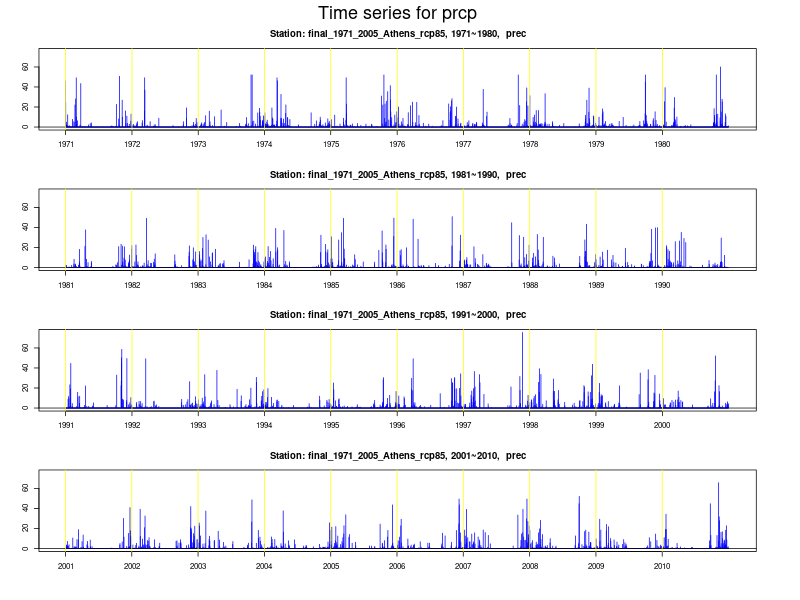 Time series for prcp
Station: final_1971_2005_Athens_rcp85, 1971~1980, prec
60
40
20
0
1971 1972 1973 1974 1975 1976 1977 1978 1979 1980
Station: final_1971_2005_Athens_rcp85, 1981~1990, prec
60
40
20
0
1981 1982 1983 1984 1985 1986 1987 1988 1989 1990
Station: final_1971_2005_Athens_rcp85, 1991~2000, prec
60
40
20
0
1991 1992 1993 1994 1995 1996 1997 1998 1999 2000
Station: final_1971_2005_Athens_rcp85, 2001~2010, prec
60
40
20
0
2001 2002 2003 2004 2005 2006 2007 2008 2009 2010